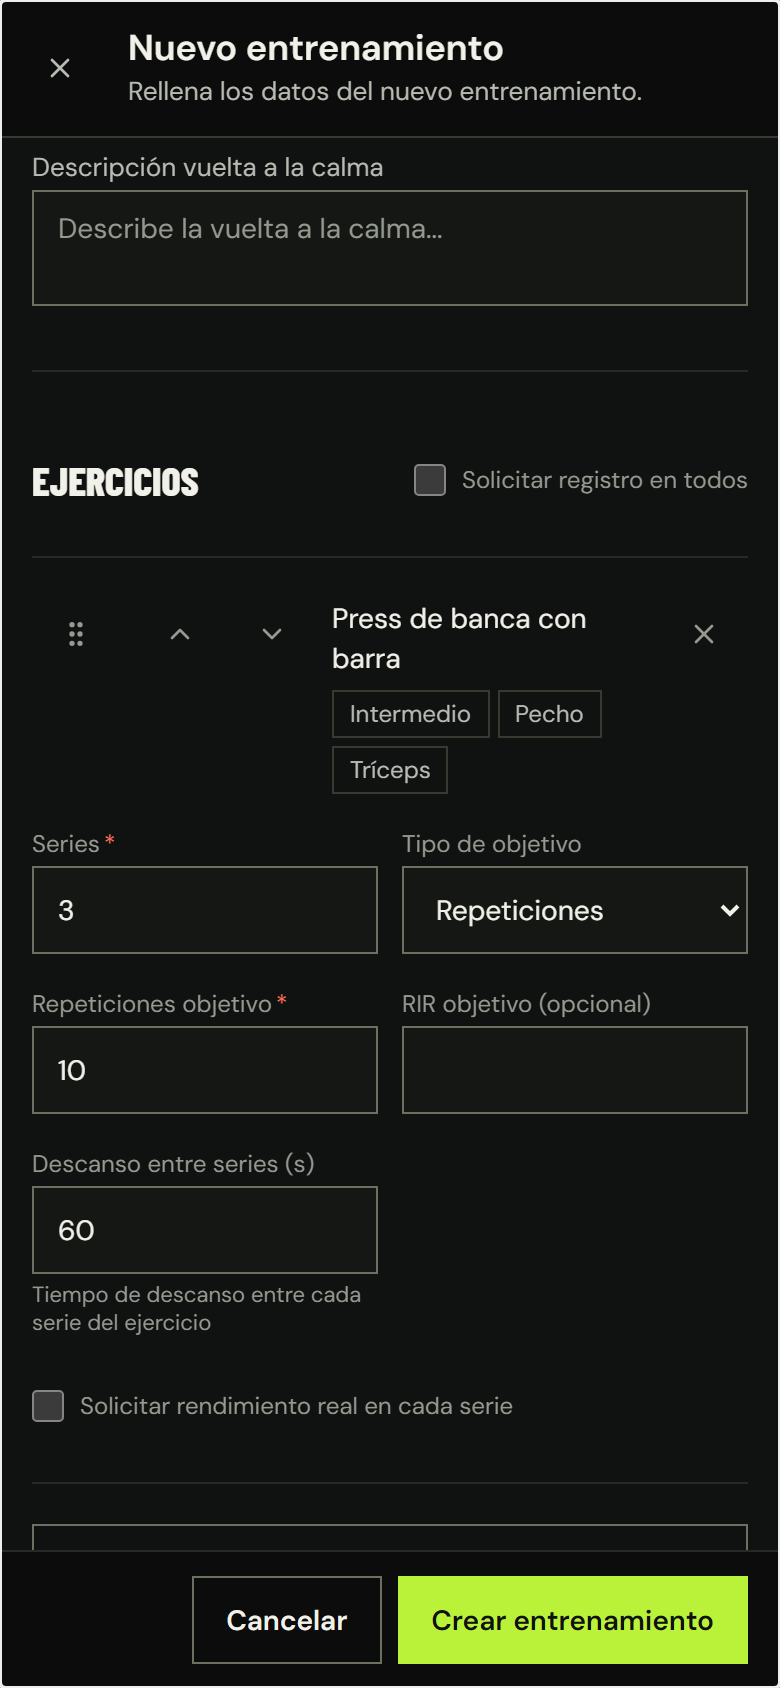 Nuevo entrenamiento
Rellena los datos del nuevo entrenamiento.
Descripción vuelta a la calma
Describe la vuelta a la calma...
EJERCICIOS
Solicitar registro en todos
Press de banca con
barra
Intermedio
Pecho
Tríceps
Series *
Tipo de objetivo
3
Repeticiones
Repeticiones objetivo *
RIR objetivo (opcional)
10
Descanso entre series (s)
60
Tiempo de descanso entre cada
serie del ejercicio
Solicitar rendimiento real en cada serie
Cancelar
Crear entrenamiento